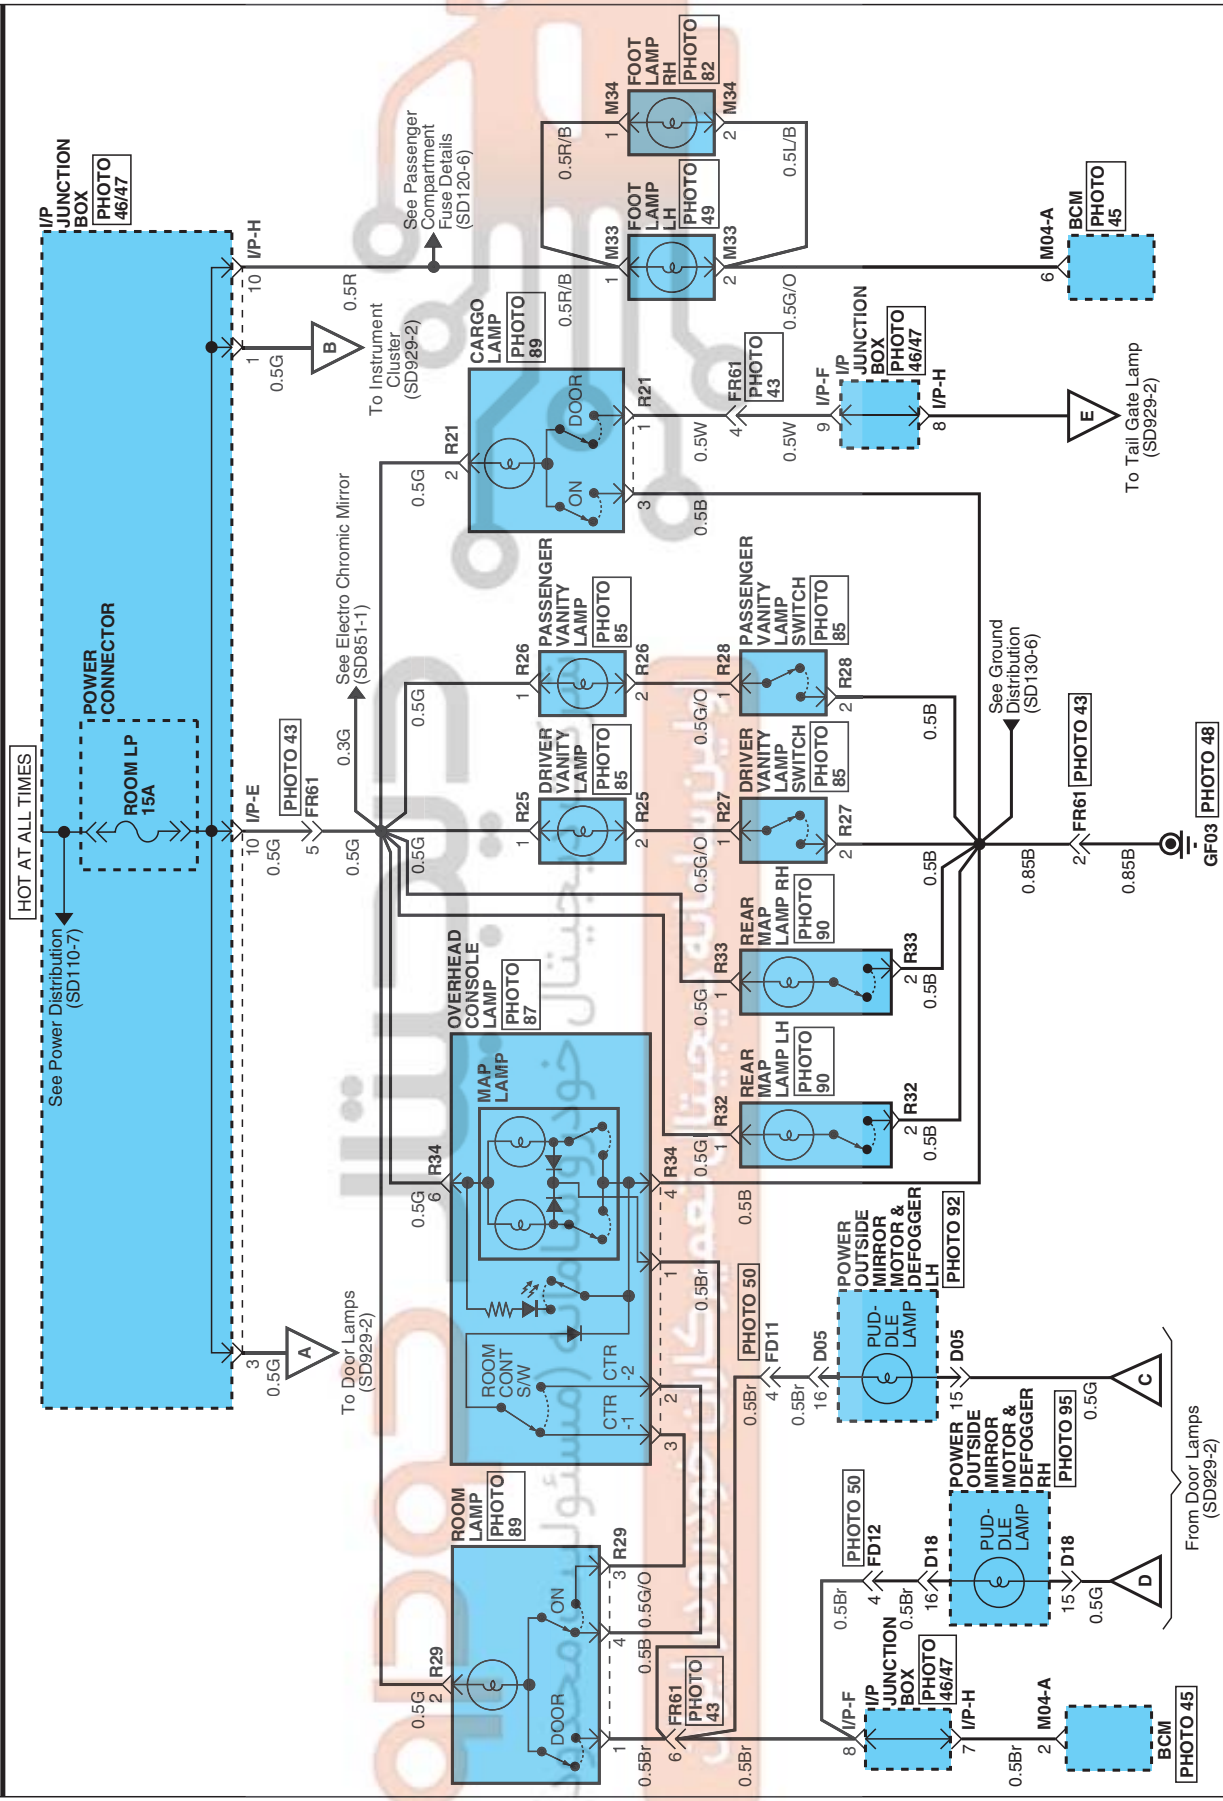 HOT AT ALL TIMES
See Power Distribution
(SD110-7)
POWER
CONNECTOR
ROOM LP
15A
I/P
JUNCTION
BOX
PHOTO
46/47
3
0.5G
A
To Door Lamps
(SD929-2)
10
I/P-E
0.5G
PHOTO 43
5
FR61
0.5G
0.3G
See Electro Chromic Mirror
(SD851-1)
1
0.5G
B
To Instrument
Cluster
(SD929-2)
10
I/P-H
0.5R
See Passenger
Compartment
Fuse Details
(SD120-6)
0.5G
2
R29
ROOM
LAMP
PHOTO
89
DOOR
ON
1
4
3
R29
0.5Br
0.5B
0.5G/O
0.5G
6
R34
OVERHEAD
CONSOLE
LAMP
PHOTO
87
MAP
LAMP
ROOM
CONT
S/W
CTR
-1
CTR
-2
3
2
1
4
R34
0.5Br
0.5B
0.5G
0.5G
0.5G
1
R32
REAR
MAP
LAMP LH
PHOTO
90
2
R32
0.5B
0.5G
1
R33
REAR
MAP
LAMP RH
PHOTO
90
2
R33
0.5B
1
R25
DRIVER
VANITY
LAMP
PHOTO
85
2
R25
0.5G/O
1
R27
DRIVER
VANITY
LAMP
SWITCH
PHOTO
85
2
R27
0.5B
1
R26
PASSENGER
VANITY
LAMP
PHOTO
85
2
R26
0.5G/O
1
R28
PASSENGER
VANITY
LAMP
SWITCH
PHOTO
85
2
R28
0.5B
0.5G
2
R21
CARGO
LAMP
PHOTO
89
ON
DOOR
3
1
R21
0.5B
0.5W
4
FR61
PHOTO
43
0.5W
9
I/P-F
I/P
JUNCTION
BOX
PHOTO
46/47
8
I/P-H
E
To Tail Gate Lamp
(SD929-2)
0.5R/B
0.5R/B
1
M33
FOOT
LAMP
LH
PHOTO
49
2
M33
0.5G/O
1
M34
FOOT
LAMP
RH
PHOTO
82
2
M34
0.5L/B
6
M04-A
BCM
PHOTO
45
See Ground
Distribution
(SD130-6)
0.85B
2
FR61
PHOTO 43
0.85B
GF03
PHOTO 48
6
FR61
PHOTO
43
0.5Br
8
I/P-F
I/P
JUNCTION
BOX
PHOTO
46/47
7
I/P-H
0.5Br
2
M04-A
BCM
PHOTO 45
0.5Br
4
FD12
PHOTO 50
0.5Br
16
D18
PUD-
DLE
LAMP
POWER
OUTSIDE
MIRROR
MOTOR &
DEFOGGER
RH
PHOTO 95
15
D18
0.5G
D
0.5Br
4
FD11
PHOTO 50
0.5Br
16
D05
PUD-
DLE
LAMP
POWER
OUTSIDE
MIRROR
MOTOR &
DEFOGGER
LH
PHOTO 92
15
D05
0.5G
C
From Door Lamps
(SD929-2)